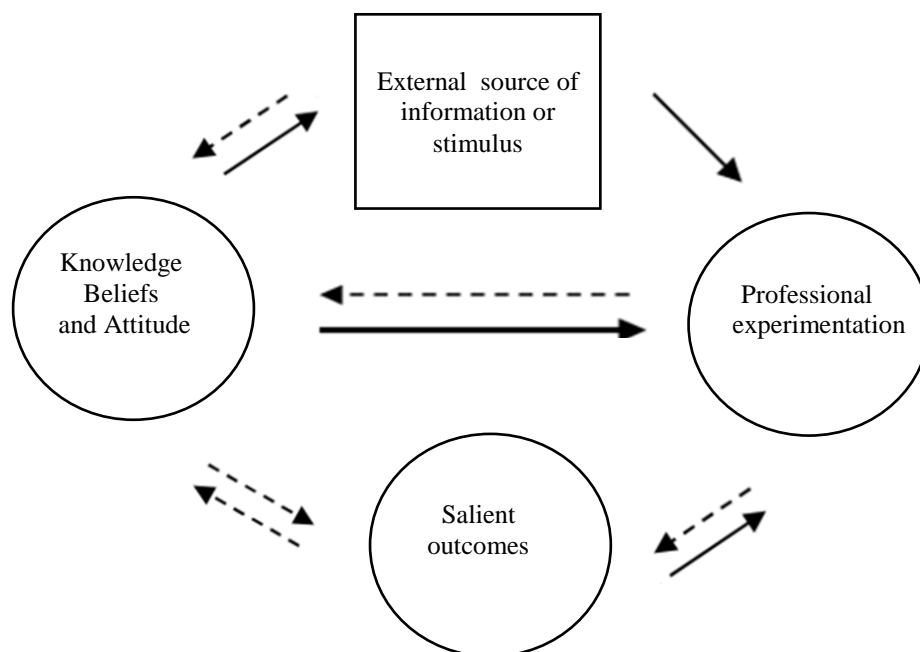 External source of
information or
stimulus
Knowledge
Beliefs
and Attitude
Professional
experimentation
Salient
outcomes